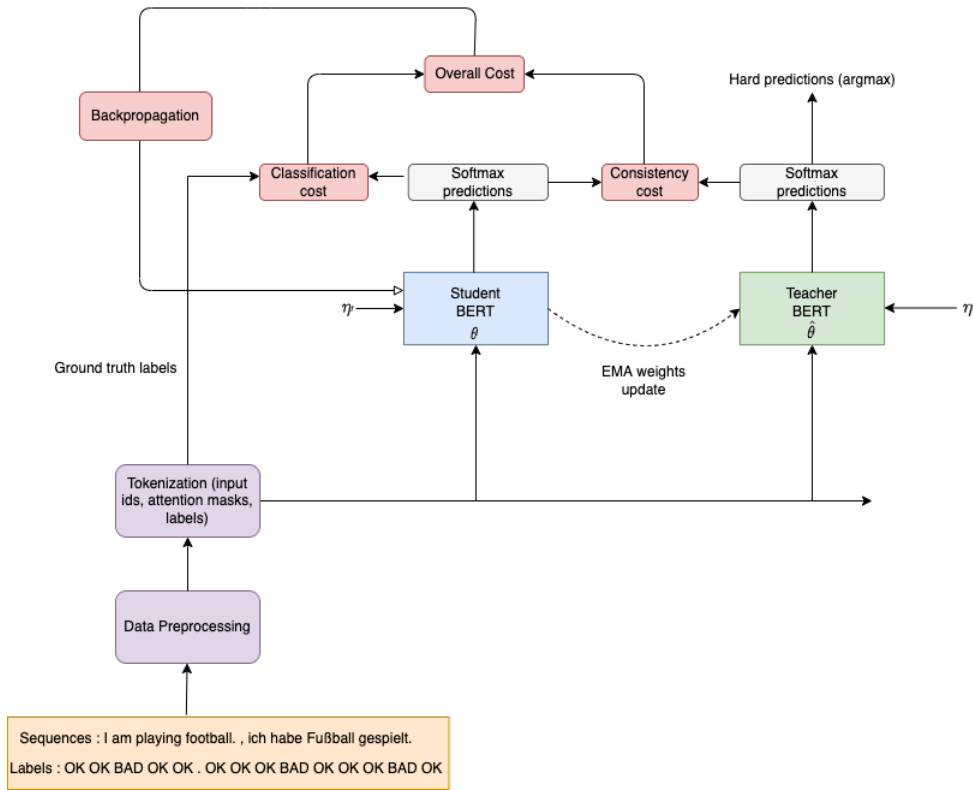 Overall Cost
Hard predictions (argmax)
Backpropagation
Classification
cost
Softmax
predictions
Consistency
cost
Softmax
predictions
Student
BERT
θ
η'
Teacher
BERT
θ̂
η
EMA weights
update
Ground truth labels
Tokenization (input
ids, attention masks,
labels)
Data Preprocessing
Sequences : I am playing football. , ich habe Fußball gespielt.
Labels : OK OK BAD OK OK . OK OK OK BAD OK OK OK BAD OK